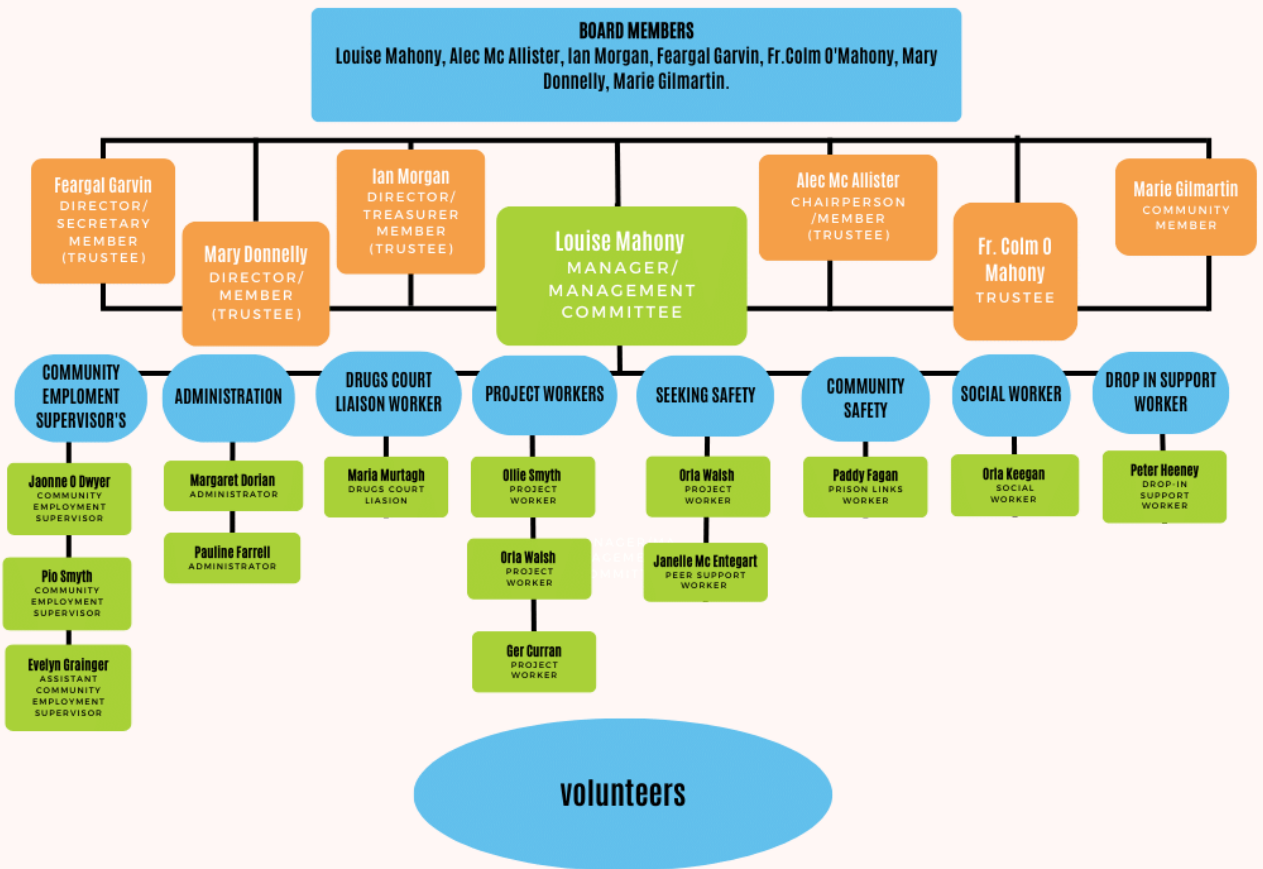 BOARD MEMBERS
Louise Mahony, Alec Mc Allister, Ian Morgan, Feargal Garvin, Fr.Colm O'Mahony, Mary
Donnelly, Marie Gilmartin.
Feargal Garvin
DIRECTOR/
SECRETARY
MEMBER
(TRUSTEE)
Mary Donnelly
DIRECTOR/
MEMBER
(TRUSTEE)
Ian Morgan
DIRECTOR/
TREASURER
MEMBER
(TRUSTEE)
Louise Mahony
MANAGER/
MANAGEMENT
COMMITTEE
Alec Mc Allister
CHAIRPERSON
/MEMBER
(TRUSTEE)
Fr. Colm O
Mahony
TRUSTEE
Marie Gilmartin
COMMUNITY
MEMBER
COMMUNITY
EMPLOMENT
SUPERVISOR'S
ADMINISTRATION
DRUGS COURT
LIAISON WORKER
PROJECT WORKERS
SEEKING SAFETY
COMMUNITY
SAFETY
SOCIAL WORKER
DROP IN SUPPORT
WORKER
Jaonne O Dwyer
COMMUNITY
EMPLOYMENT
SUPERVISOR
Pio Smyth
COMMUNITY
EMPLOYMENT
SUPERVISOR
Evelyn Grainger
ASSISTANT
COMMUNITY
EMPLOYMENT
SUPERVISOR
Margaret Dorian
ADMINISTRATOR
Pauline Farrell
ADMINISTRATOR
Maria Murtagh
DRUGS COURT
LIASION
Ollie Smyth
PROJECT
WORKER
Orla Walsh
PROJECT
WORKER
Ger Curran
PROJECT
WORKER
Orla Walsh
PROJECT
WORKER
Janelle Mc Entegart
PEER SUPPORT
WORKER
Paddy Fagan
PRISON LINKS
WORKER
Orla Keegan
SOCIAL
WORKER
Peter Heeney
DROP-IN
SUPPORT
WORKER
volunteers